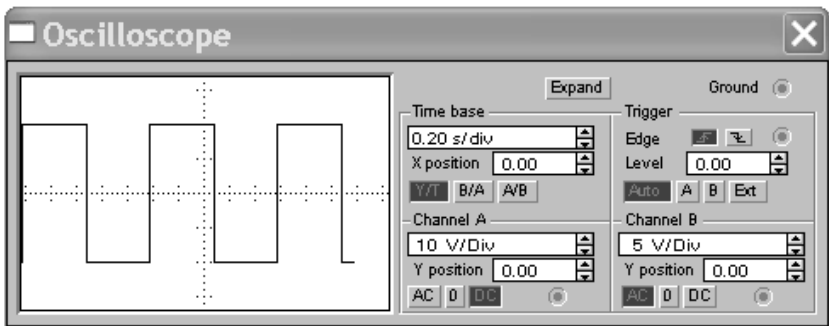 Oscilloscope
Expand Ground
Time base
0.20 s/div
X position 0.00
Y/T B/A A/B
Trigger
Edge
Level 0.00
Auto A B Ext
Channel A
10 V/Div
Y position 0.00
AC 0 DC
Channel B
5 V/Div
Y position 0.00
AC 0 DC